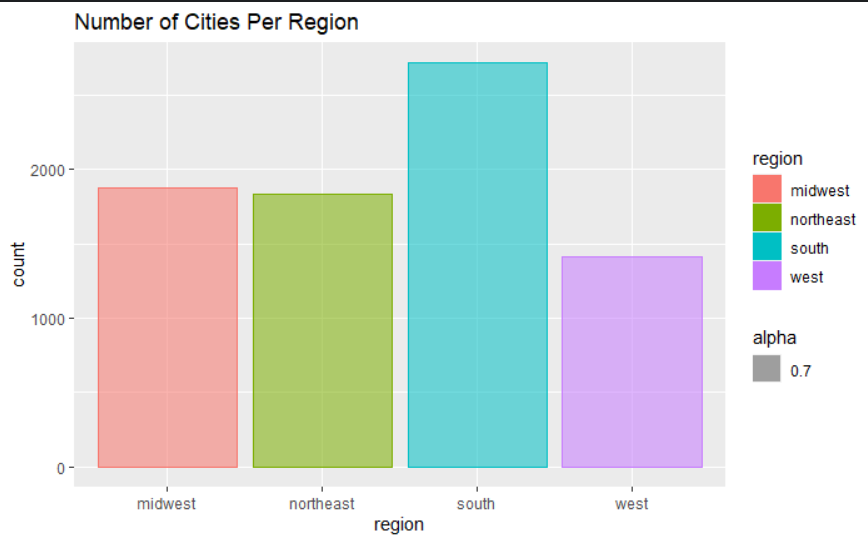 Number of Cities Per Region
count
2000
1000
0
midwest northeast south west
region
region
midwest
northeast
south
west
alpha
0.7